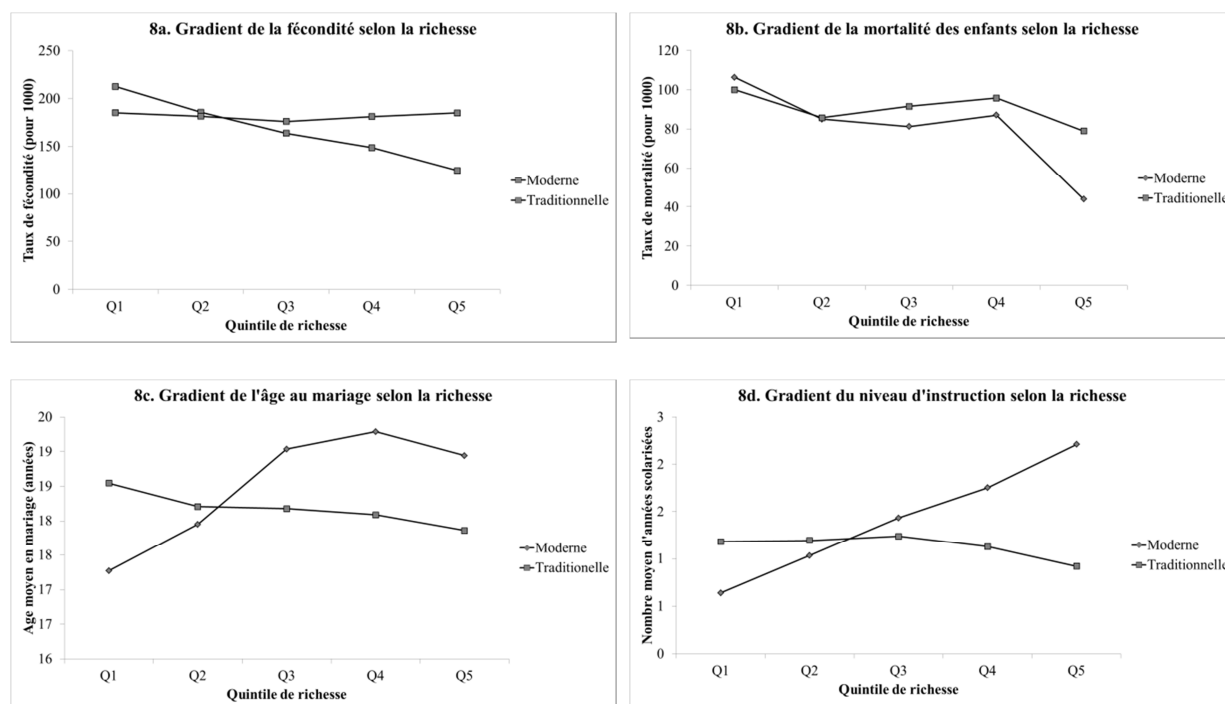 8a. Gradient de la fécondité selon la richesse
Taux de fécondité (pour 1000)
250
200
150
100
50
0
Q1 Q2 Q3 Q4 Q5
Quintile de richesse
Moderne
Traditionnelle
8b. Gradient de la mortalité des enfants selon la richesse
Taux de mortalité (pour 1000)
120
100
80
60
40
20
0
Q1 Q2 Q3 Q4 Q5
Quintile de richesse
Moderne
Traditionnelle
8c. Gradient de l'âge au mariage selon la richesse
Age moyen en mariage (années)
20
19
19
18
18
17
17
16
Q1 Q2 Q3 Q4 Q5
Quintile de richesse
Moderne
Traditionelle
8d. Gradient du niveau d'instruction selon la richesse
Nombre moyen d'années scolarisées
3
2
2
1
1
0
Q1 Q2 Q3 Q4 Q5
Quintile de richesse
Moderne
Traditionnelle